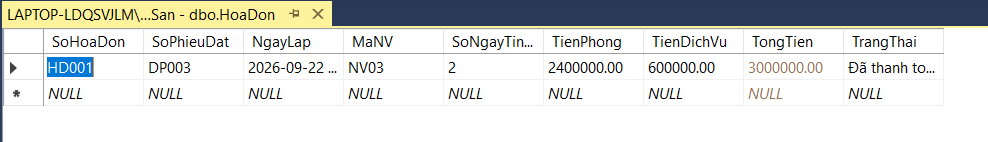 LAPTOP-LDQSVJLM\...San - dbo.HoaDon
SoHoaDon SoPhieuDat NgayLap MaNV SoNgayTin... TienPhong TienDichVu TongTien TrangThai
HD001 DP003 2026-09-22 ... NV03 2 2400000.00 600000.00 3000000.00 Đã thanh to...
NULL NULL NULL NULL NULL NULL NULL NULL NULL